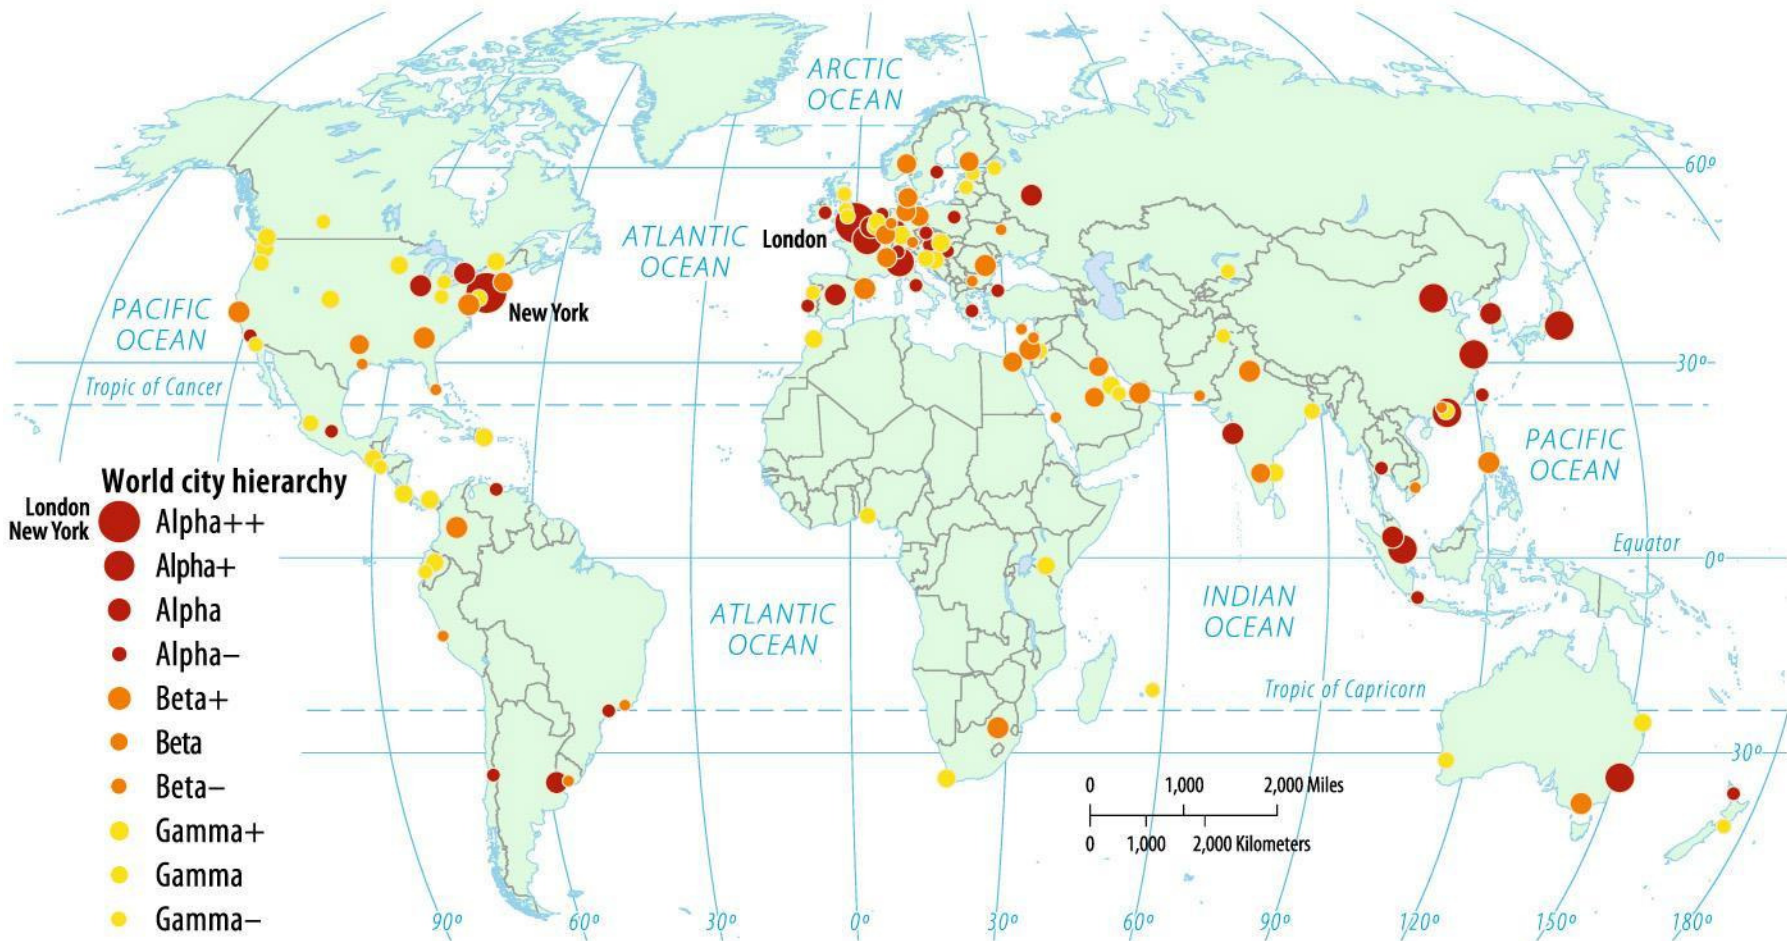 ARCTIC
OCEAN
60º
ATLANTIC
OCEAN
London
New York
PACIFIC
OCEAN
30º
Tropic of Cancer
PACIFIC
OCEAN
World city hierarchy
London
New York
Alpha++
Alpha+
Alpha
Alpha–
Beta+
Beta
Beta–
Gamma+
Gamma
Gamma–
Equator
0º
ATLANTIC
OCEAN
INDIAN
OCEAN
Tropic of Capricorn
30º
0 1,000 2,000 Miles
0 1,000 2,000 Kilometers
90º 60º 30º 0º 30º 60º 90º 120º 150º 180º